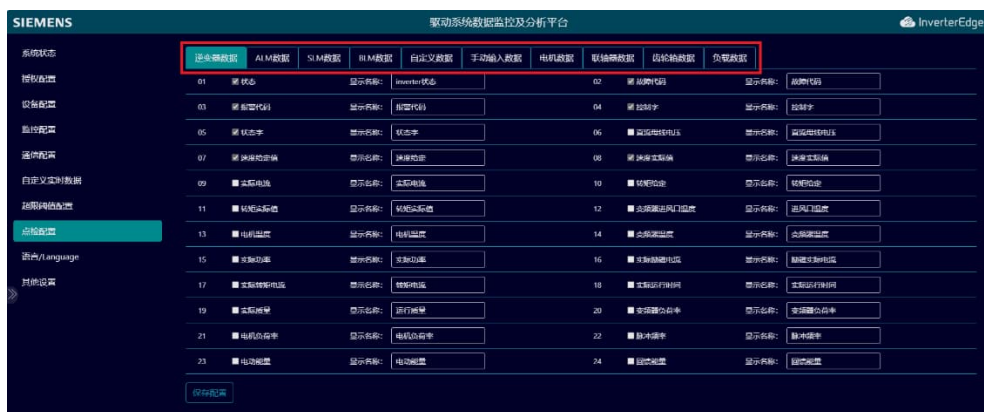 SIEMENS 驱动系统数据监控及分析平台 InverterEdge
系统状态
授权配置
设备配置
监控配置
通信配置
自定义实时数据
超限阈值配置
点检配置
语言/Language
其他设置
逆变器数据 ALM数据 SLM数据 BLM数据 自定义数据 手动输入数据 电机数据 联轴器数据 齿轮箱数据 负载数据
01 状态 显示名称: inverter状态 02 故障代码 显示名称: 故障代码
03 报警代码 显示名称: 报警代码 04 控制字 显示名称: 控制字
05 状态字 显示名称: 状态字 06 直流母线电压 显示名称: 直流母线电压
07 速度给定值 显示名称: 速度给定 08 速度实际值 显示名称: 速度实际值
09 实际电流 显示名称: 实际电流 10 转矩给定 显示名称: 转矩给定
11 转矩实际值 显示名称: 转矩实际值 12 变频器进风口温度 显示名称: 进风口温度
13 电机温度 显示名称: 电机温度 14 变频器温度 显示名称: 变频器温度
15 实际功率 显示名称: 实际功率 16 实际励磁电流 显示名称: 励磁实际电流
17 实际转矩电流 显示名称: 转矩电流 18 实际运行时间 显示名称: 实际运行时间
19 实际质量 显示名称: 运行质量 20 变频器负荷率 显示名称: 变频器负荷率
21 电机负荷率 显示名称: 电机负荷率 22 脉冲频率 显示名称: 脉冲频率
23 电动能量 显示名称: 电动能量 24 回馈能量 显示名称: 回馈能量
保存配置